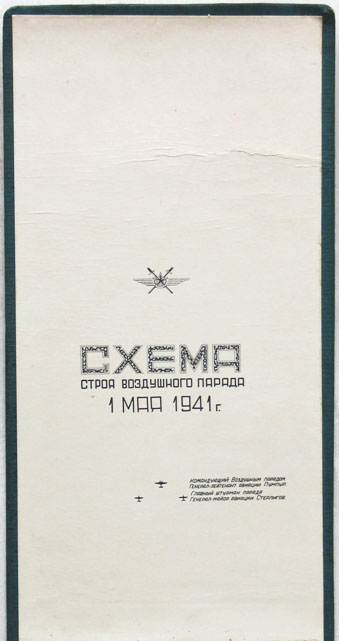 СХЕМА
СТРОЯ ВОЗДУШНОГО ПАРАДА
1 МАЯ 1941 г.
Командующий Воздушным парадом
Генерал-лейтенант авиации Пумпур
Главный штурман парада
Генерал-майор авиации Стерлигов